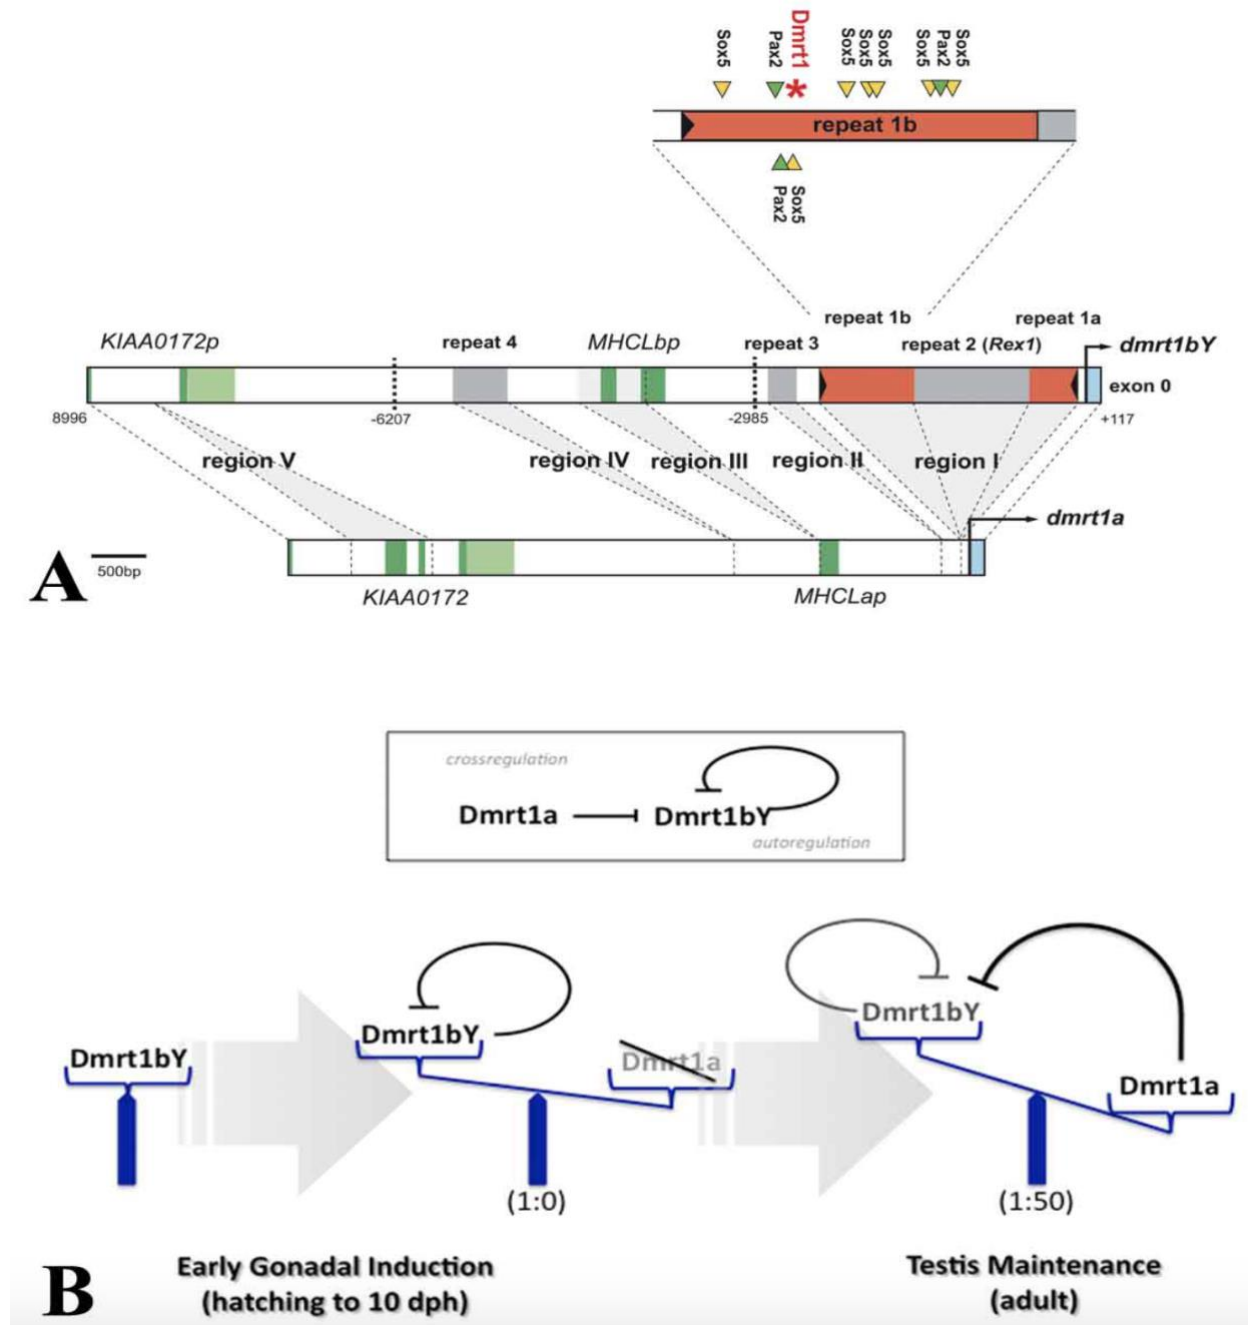 Sox5 Pax2 Dmrt1 Sox5 Sox5 Sox5 Sox5 Pax2 Sox5
*
repeat 1b
Pax2 Sox5
repeat 1b repeat 1a
KIAA0172p repeat 4 MHCLbp repeat 3 repeat 2 (Rex1) dmrt1bY
exon 0
8996 -6207 -2985 +117
region V region IV region III region II region I
dmrt1a
A 500bp
KIAA0172 MHCLap
crossregulation
Dmrt1a Dmrt1bY
autoregulation
Dmrt1bY Dmrt1bY Dmrt1a Dmrt1bY Dmrt1a
(1:0) (1:50)
B
Early Gonadal Induction Testis Maintenance
(hatching to 10 dph) (adult)